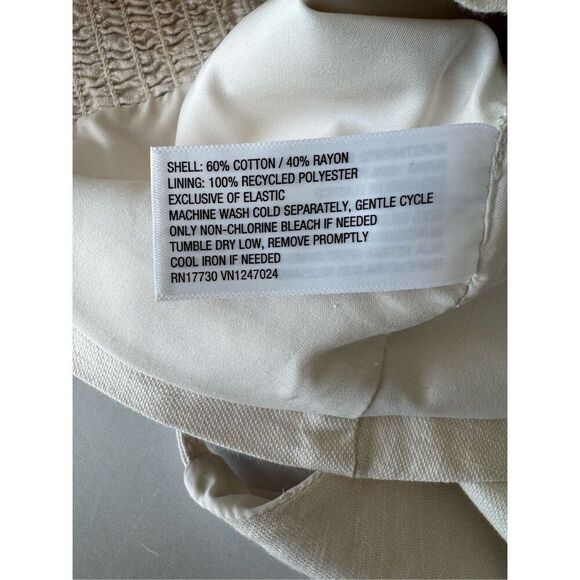 SHELL: 60% COTTON / 40% RAYON
LINING: 100% RECYCLED POLYESTER
EXCLUSIVE OF ELASTIC
MACHINE WASH COLD SEPARATELY, GENTLE CYCLE
ONLY NON-CHLORINE BLEACH IF NEEDED
TUMBLE DRY LOW, REMOVE PROMPTLY
COOL IRON IF NEEDED
RN17730 VN1247024